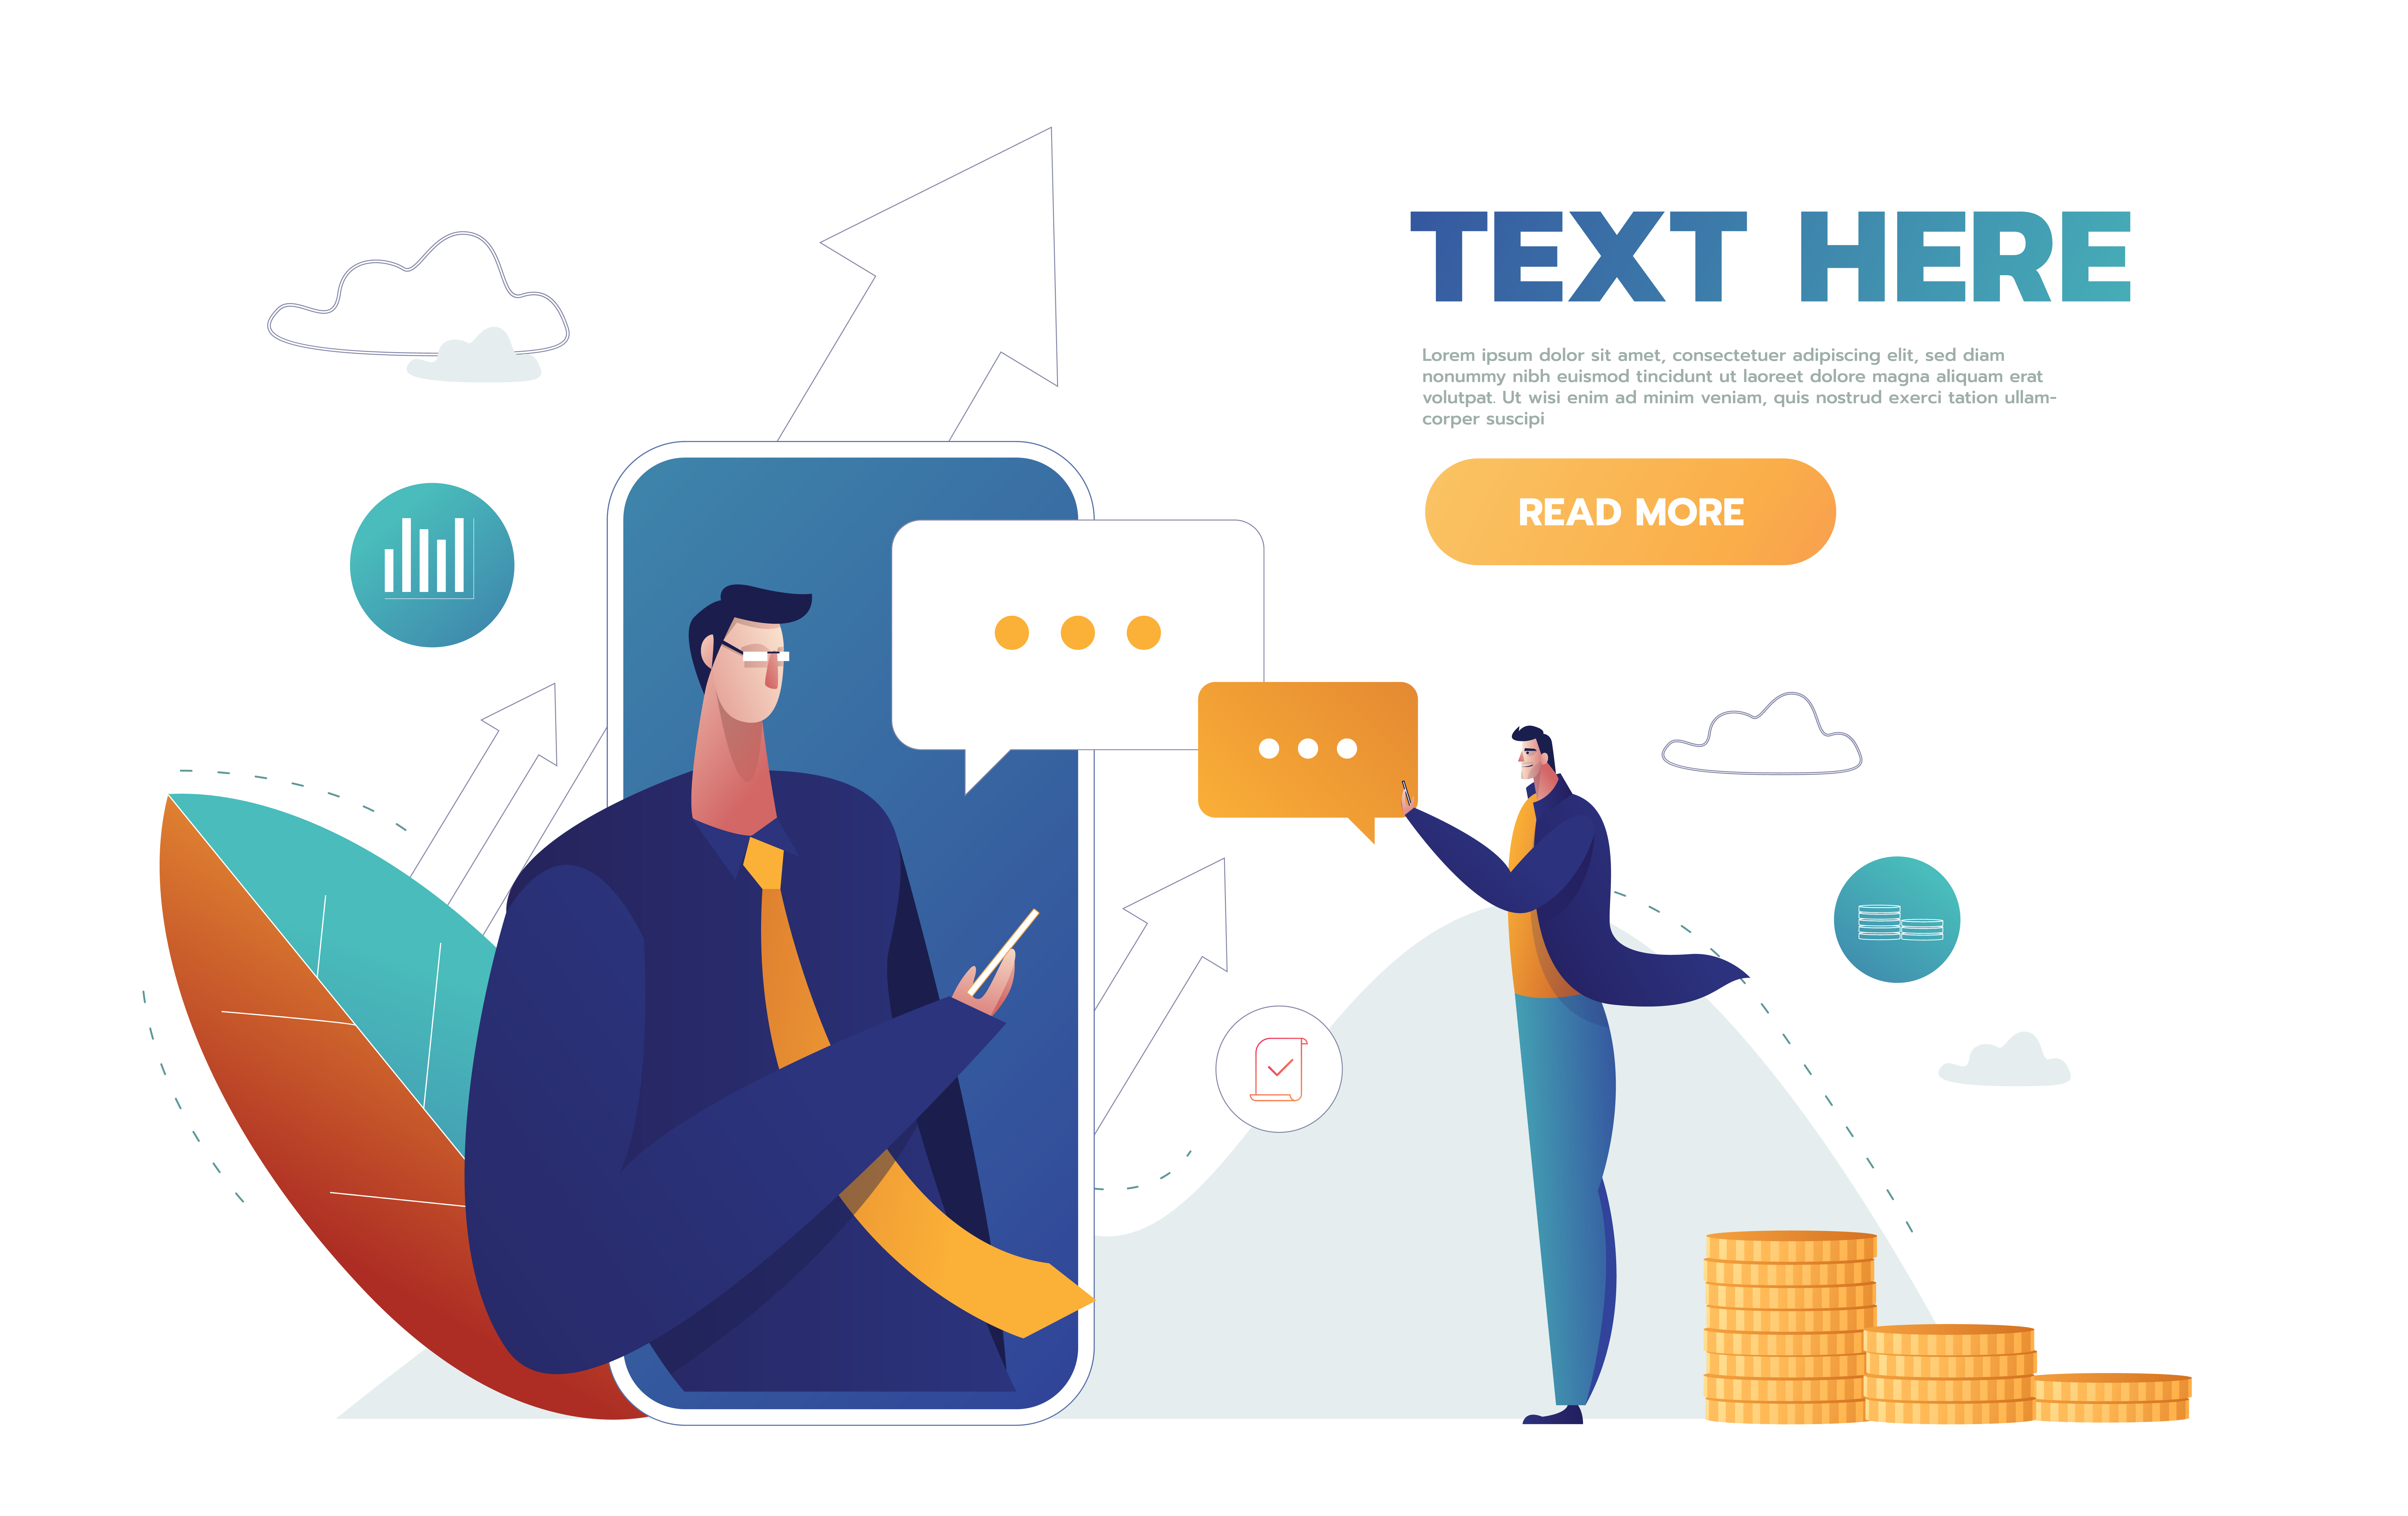 TEXT HERE
Lorem ipsum dolor sit amet, consectetuer adipiscing elit, sed diam
nonummy nibh euismod tincidunt ut laoreet dolore magna aliquam erat
volutpat. Ut wisi enim ad minim veniam, quis nostrud exerci tation ullam-
corper suscipi
READ MORE